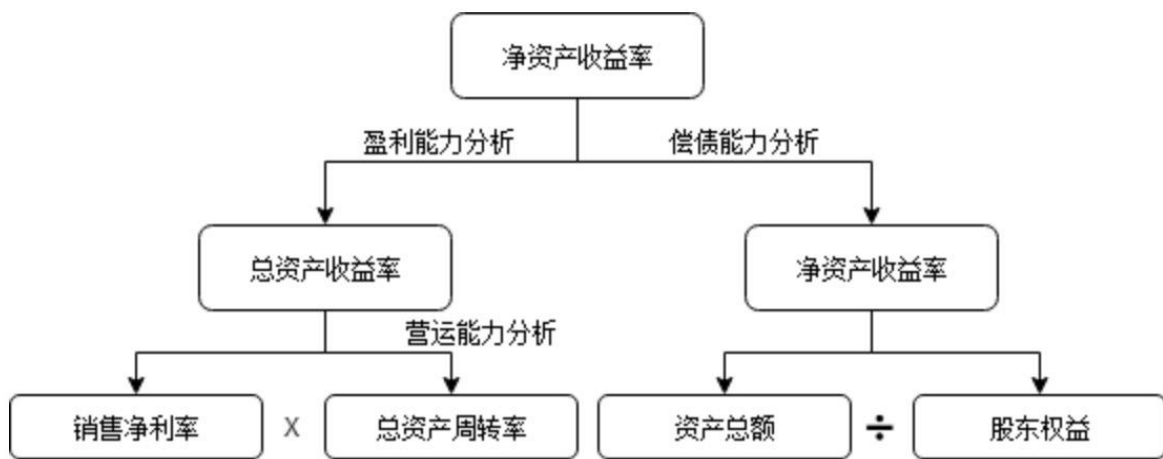 净资产收益率
盈利能力分析
偿债能力分析
总资产收益率
净资产收益率
营运能力分析
销售净利率
X
总资产周转率
资产总额
÷
股东权益